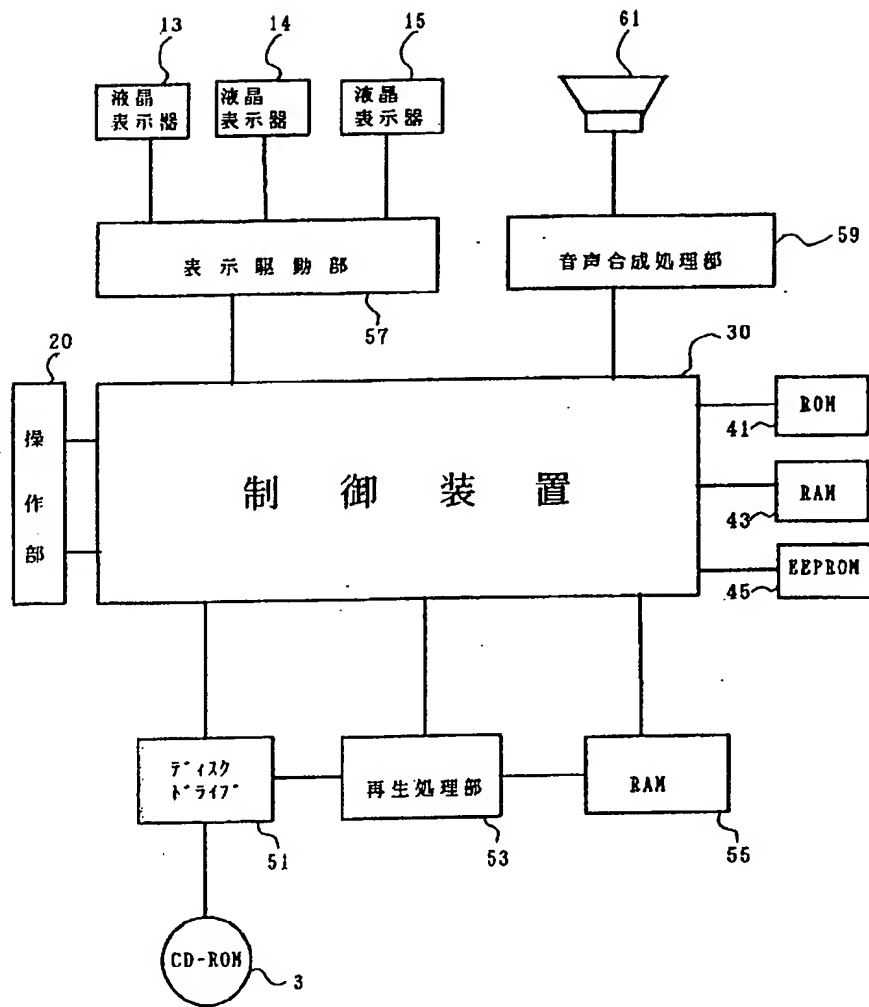 13
14
15
61
液晶
表示器
液晶
表示器
液晶
表示器
表示駆動部
57
音声合成処理部
59
20
操作部
30
制御装置
ROM
41
RAM
43
EEPROM
45
ディスク
ドライブ
51
再生処理部
53
RAM
55
CD-ROM
3